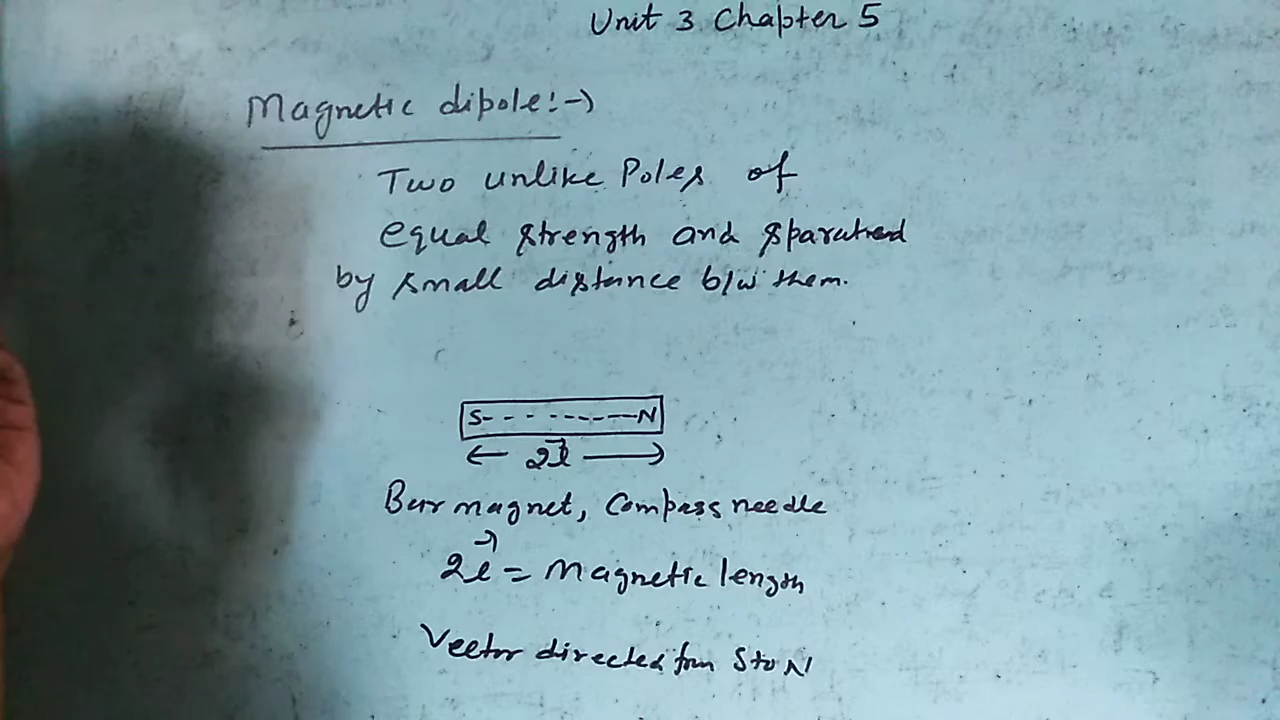 Unit 3 Chapter 5
Magnetic dipole:→
Two unlike Poles of
equal strength and sparatred
by small distance b/w them.
S- - - - - - - - - N
← 2l⃗ →
Bar magnet, Compass needle
2l⃗ = Magnetic length
Vector directed from S to N